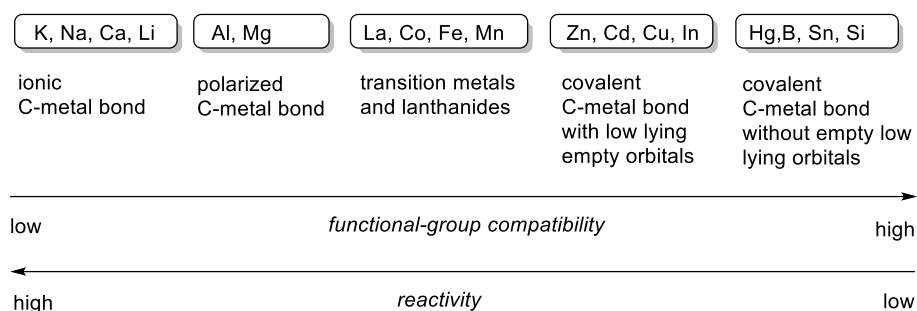 K, Na, Ca, Li
Al, Mg
La, Co, Fe, Mn
Zn, Cd, Cu, In
Hg,B, Sn, Si
ionic
C-metal bond
polarized
C-metal bond
transition metals
and lanthanides
covalent
C-metal bond
with low lying
empty orbitals
covalent
C-metal bond
without empty low
lying orbitals
low functional-group compatibility high
high reactivity low